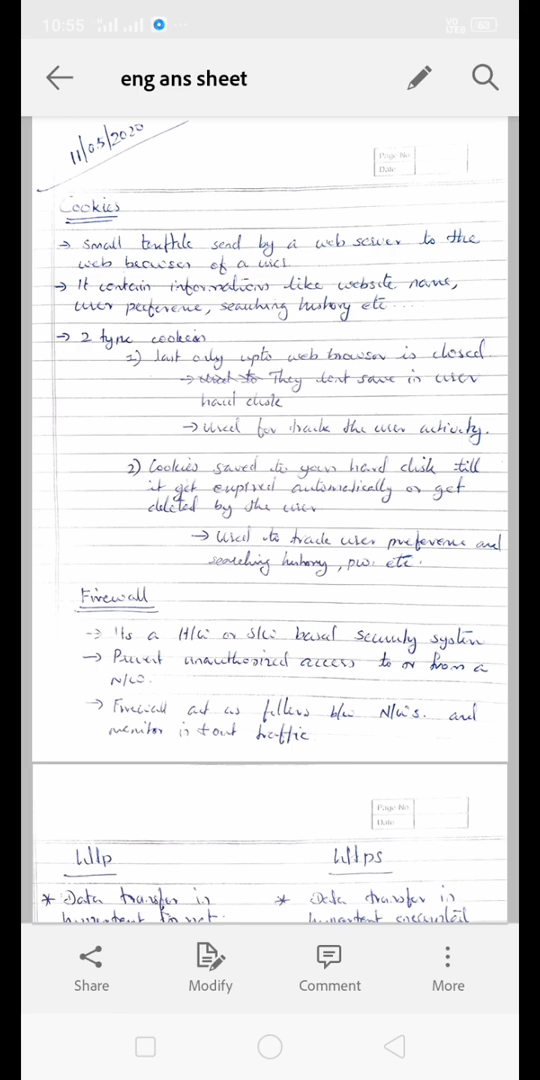 10:55
VO
LTE
63
eng ans sheet
11/05/2020
Page No
Date
Cookies
→ Small textfile send by a web server to the
web browser of a user
→ It contain informations like website name,
user preference, searching history etc ....
→ 2 type cookies
1) last only upto web browser is closed
→ They dont save in user
hard disk
→ Used for track the user activity.
2) Cookies saved to your hard disk till
it get expired automatically or get
deleted by the user
→ Used to track user preference and
searching history, pw. etc.
Firewall
→ Its a H/W or S/W based security system
→ Prevent unauthorized access to or from a
N/W.
→ Firewall act as filters b/w N/W's. and
monitor in & out traffic
Page No
Date
http
https
* Data transfer in
* Data transfer in
Share
Modify
Comment
More